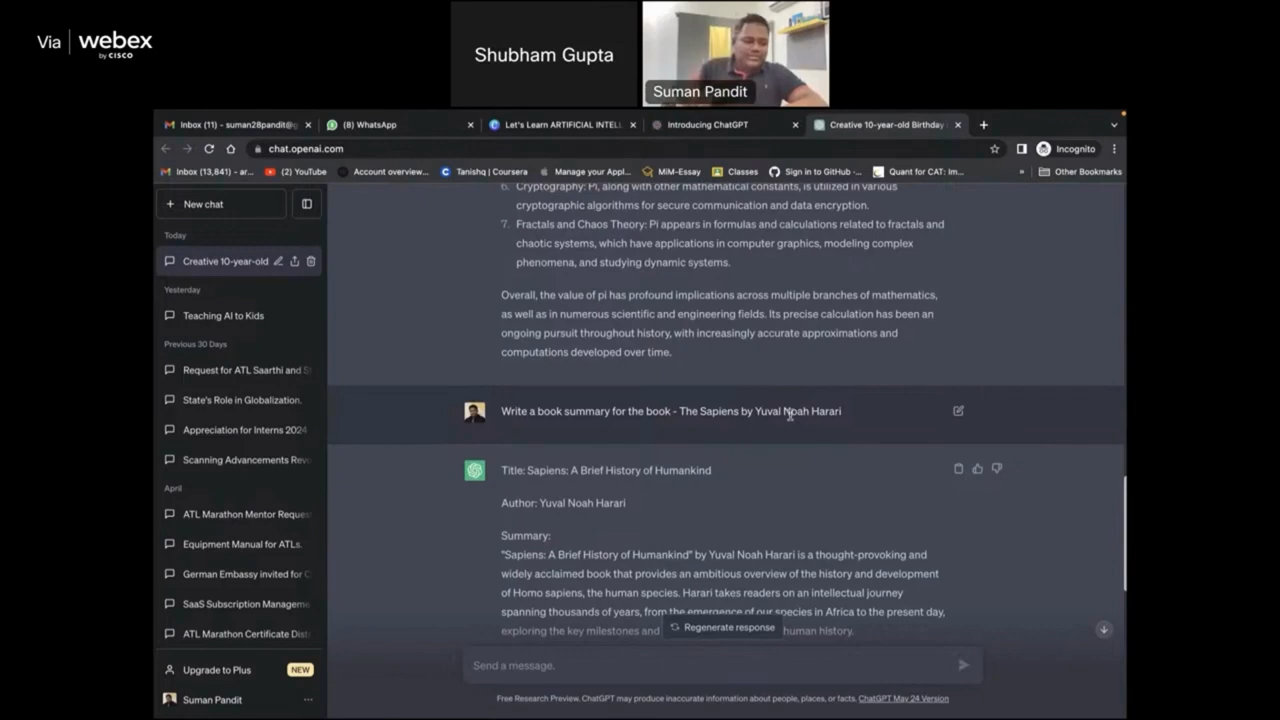 Via | webex
by CISCO
Shubham Gupta
Suman Pandit
Inbox (11) - suman28pandit@g
(8) WhatsApp
Let's Learn ARTIFICIAL INTEL
Introducing ChatGPT
Creative 10-year-old Birthday
chat.openai.com
Incognito
Inbox (13,841) - ar...
(2) YouTube
Account overview...
Tanishq | Coursera
Manage your Appl...
MiM-Essay
Classes
Sign in to GitHub ·...
Quant for CAT: Im...
»
Other Bookmarks
+ New chat
Today
Creative 10-year-old
Yesterday
Teaching AI to Kids
Previous 30 Days
Request for ATL Saarthi and S
State's Role in Globalization.
Appreciation for Interns 2024
Scanning Advancements Revo
April
ATL Marathon Mentor Reques
Equipment Manual for ATLs.
German Embassy invited for
SaaS Subscription Manageme
ATL Marathon Certificate Dist
Upgrade to Plus
NEW
Suman Pandit
6. Cryptography: Pi, along with other mathematical constants, is utilized in various
cryptographic algorithms for secure communication and data encryption.
7. Fractals and Chaos Theory: Pi appears in formulas and calculations related to fractals and
chaotic systems, which have applications in computer graphics, modeling complex
phenomena, and studying dynamic systems.
Overall, the value of pi has profound implications across multiple branches of mathematics,
as well as in numerous scientific and engineering fields. Its precise calculation has been an
ongoing pursuit throughout history, with increasingly accurate approximations and
computations developed over time.
Write a book summary for the book - The Sapiens by Yuval Noah Harari
Title: Sapiens: A Brief History of Humankind
Author: Yuval Noah Harari
Summary:
"Sapiens: A Brief History of Humankind" by Yuval Noah Harari is a thought-provoking and
widely acclaimed book that provides an ambitious overview of the history and development
of Homo sapiens, the human species. Harari takes readers on an intellectual journey
spanning thousands of years, from the emergence of our species in Africa to the present day,
exploring the key milestones and human history.
Regenerate response
Send a message.
Free Research Preview. ChatGPT may produce inaccurate information about people, places, or facts. ChatGPT May 24 Version